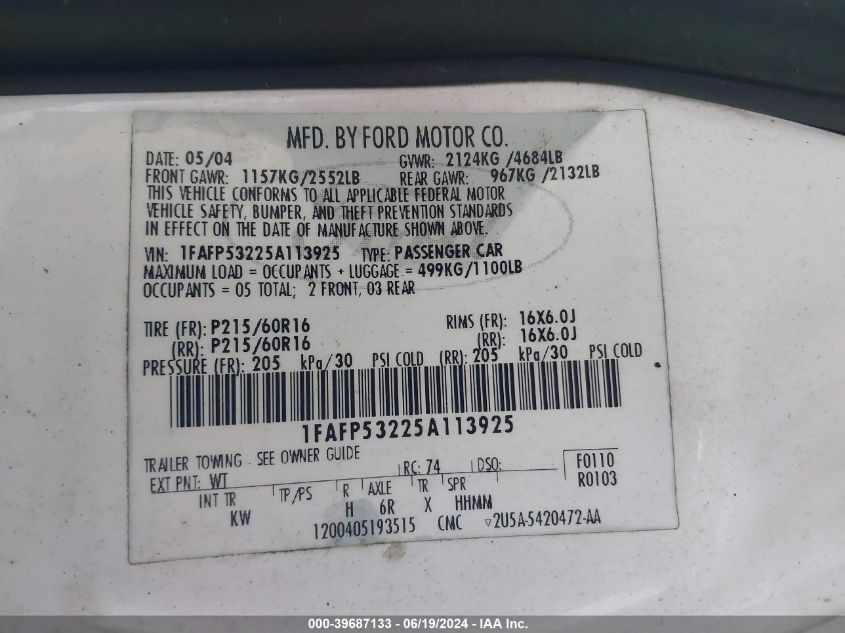 MFD. BY FORD MOTOR CO.
DATE: 05/04 GVWR: 2124KG /4684LB
FRONT GAWR: 1157KG/2552LB REAR GAWR: 967KG /2132LB
THIS VEHICLE CONFORMS TO ALL APPLICABLE FEDERAL MOTOR
VEHICLE SAFETY, BUMPER, AND THEFT PREVENTION STANDARDS
IN EFFECT ON THE DATE OF MANUFACTURE SHOWN ABOVE.
VIN: 1FAFP53225A113925 TYPE: PASSENGER CAR
MAXIMUM LOAD = OCCUPANTS + LUGGAGE = 499KG/1100LB
OCCUPANTS = 05 TOTAL; 2 FRONT, 03 REAR
TIRE (FR): P215/60R16 RIMS (FR): 16X6.0J
(RR): P215/60R16 (RR): 16X6.0J
PRESSURE (FR): 205 kPa/30 PSI COLD (RR): 205 kPa/30 PSI COLD
1FAFP53225A113925
TRAILER TOWING - SEE OWNER GUIDE
EXT PNT: WT RC: 74 DSO: F0110
R0103
INT TR TP/PS R AXLE TR SPR
KW H 6R X HHMM
1200405193515 CMC ▽2U5A-5420472-AA
000-39687133 - 06/19/2024 - IAA Inc.